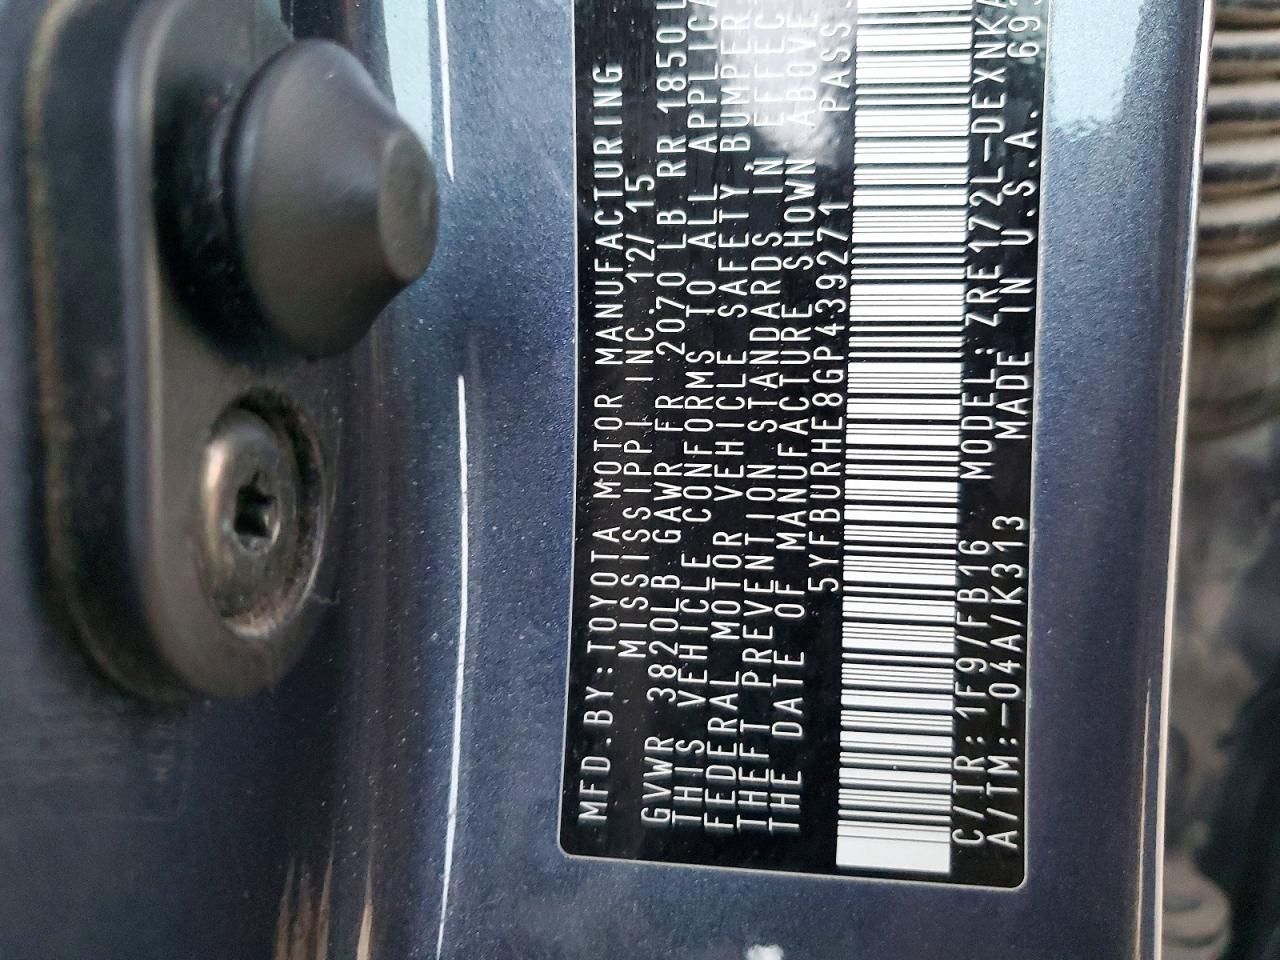 MFD.BY:TOYOTA MOTOR MANUFACTURING
MISSISSIPPI INC. 12/15
GVWR 3820LB GAWR FR 2070 LB RR 1850L
THIS VEHICLE CONFORMS TO ALL APPLICA
FEDERAL MOTOR VEHICLE SAFETY BUMPER
THEFT PREVENTION STANDARDS IN EFFEC
THE DATE OF MANUFACTURE SHOWN ABOVE
5YFBURHE8GP439271 PASS
C/TR:1F9/FB16 MODEL:ZRE172L-DEXNKA
A/TM:-04A/K313 MADE IN U.S.A. 69